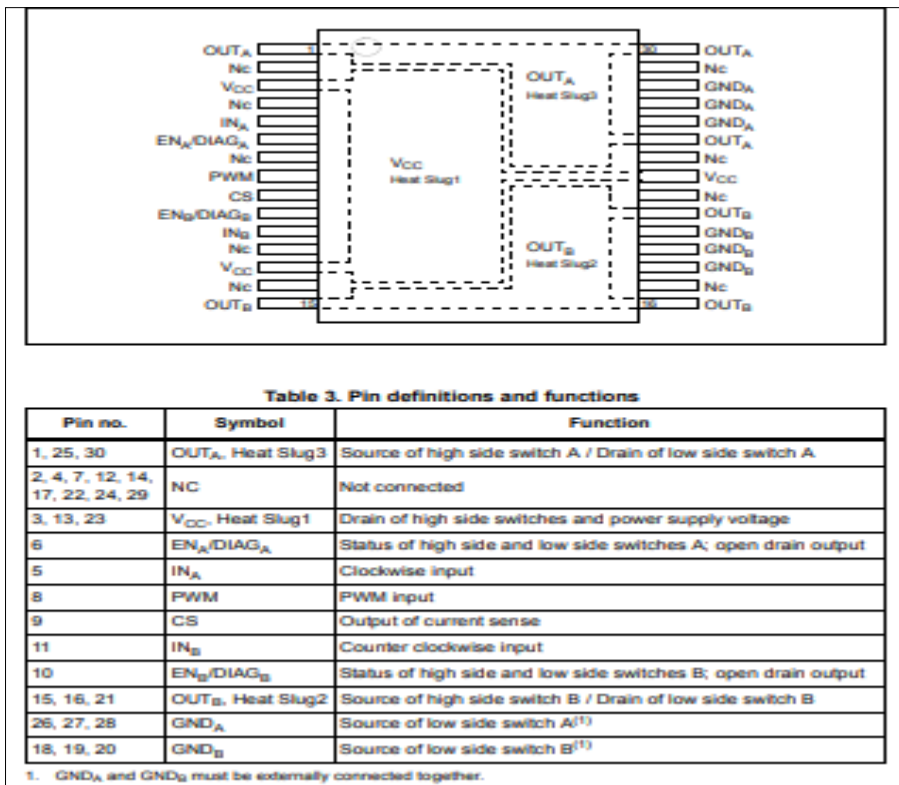 OUTA 1 30 OUTA
Nc Nc
VCC OUTA GNDA
Nc Heat Slug3 GNDA
INA GNDA
ENA/DIAGA OUTA
Nc VCC Nc
PWM Heat Slug1 VCC
CS Nc
ENB/DIAGB OUTB
INB GNDB
Nc OUTB GNDB
VCC Heat Slug2 GNDB
Nc Nc
OUTB 15 16 OUTB
Table 3. Pin definitions and functions
Pin no. Symbol Function
1, 25, 30 OUTA, Heat Slug3 Source of high side switch A / Drain of low side switch A
2, 4, 7, 12, 14,
17, 22, 24, 29 NC Not connected
3, 13, 23 VCC, Heat Slug1 Drain of high side switches and power supply voltage
6 ENA/DIAGA Status of high side and low side switches A; open drain output
5 INA Clockwise input
8 PWM PWM input
9 CS Output of current sense
11 INB Counter clockwise input
10 ENB/DIAGB Status of high side and low side switches B; open drain output
15, 16, 21 OUTB, Heat Slug2 Source of high side switch B / Drain of low side switch B
26, 27, 28 GNDA Source of low side switch A(1)
18, 19, 20 GNDB Source of low side switch B(1)
1. GNDA and GNDB must be externally connected together.